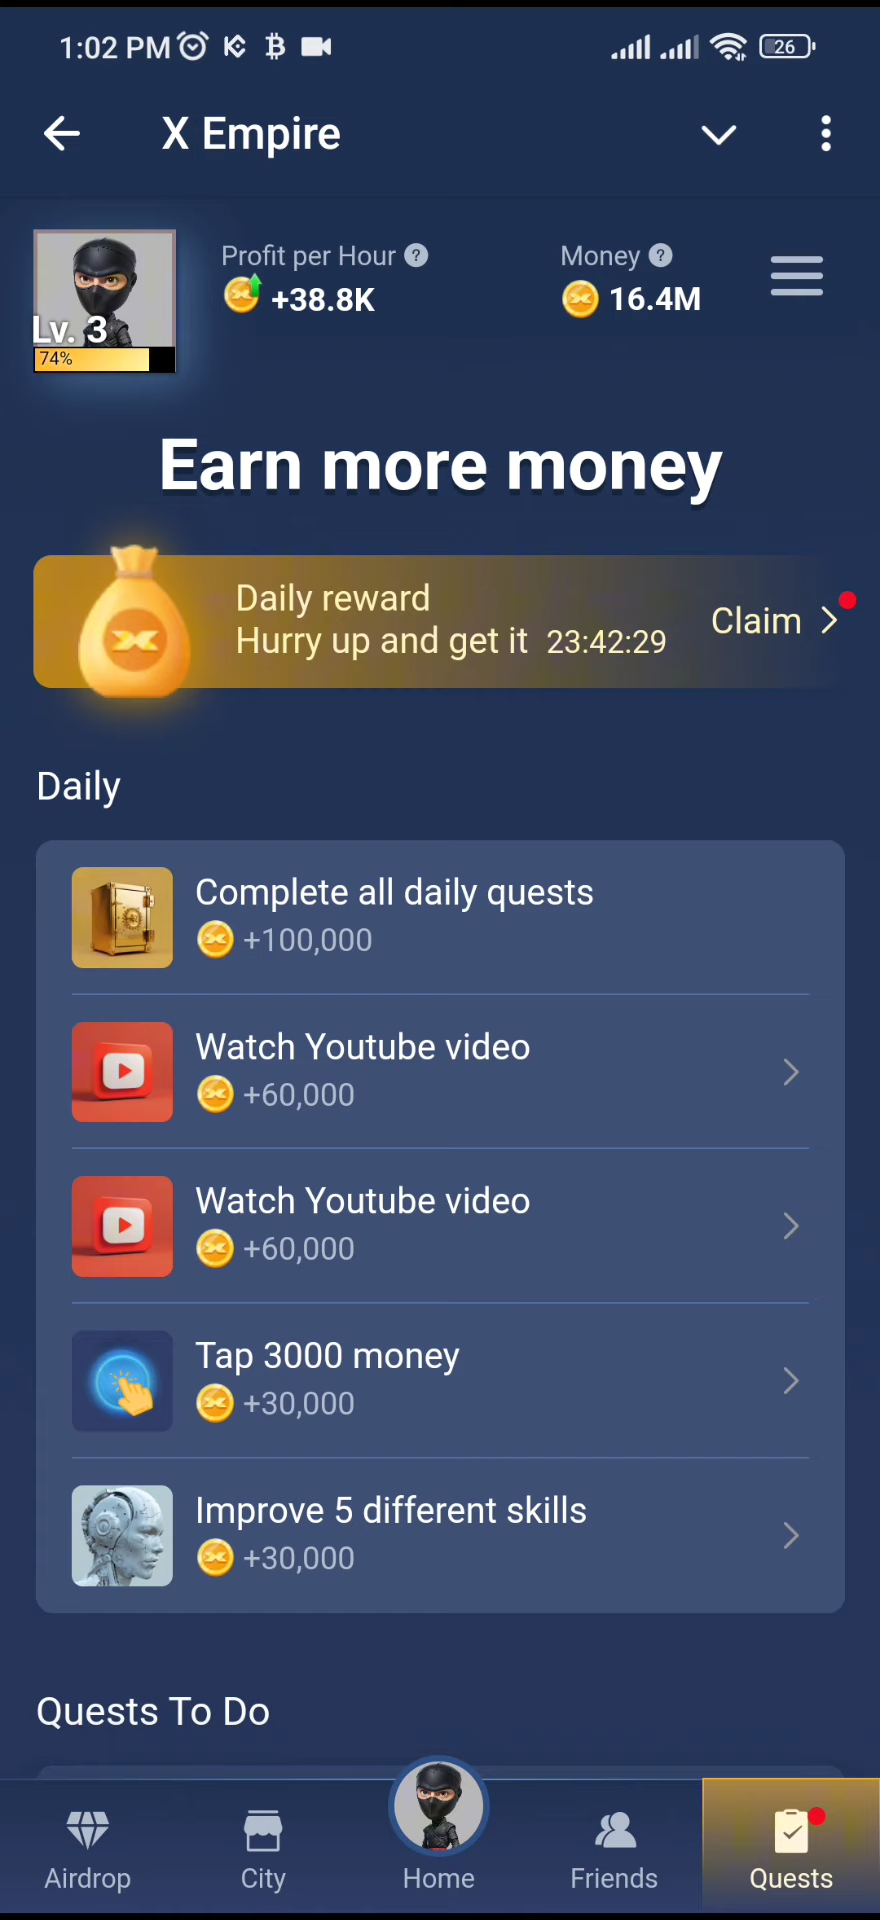 1:02 PM
26
X Empire
Profit per Hour ?
Money ?
+38.8K
16.4M
Lv. 3
74%
Earn more money
Daily reward
Hurry up and get it 23:42:29
Claim
Daily
Complete all daily quests
+100,000
Watch Youtube video
+60,000
Watch Youtube video
+60,000
Tap 3000 money
+30,000
Improve 5 different skills
+30,000
Quests To Do
Airdrop
City
Home
Friends
Quests